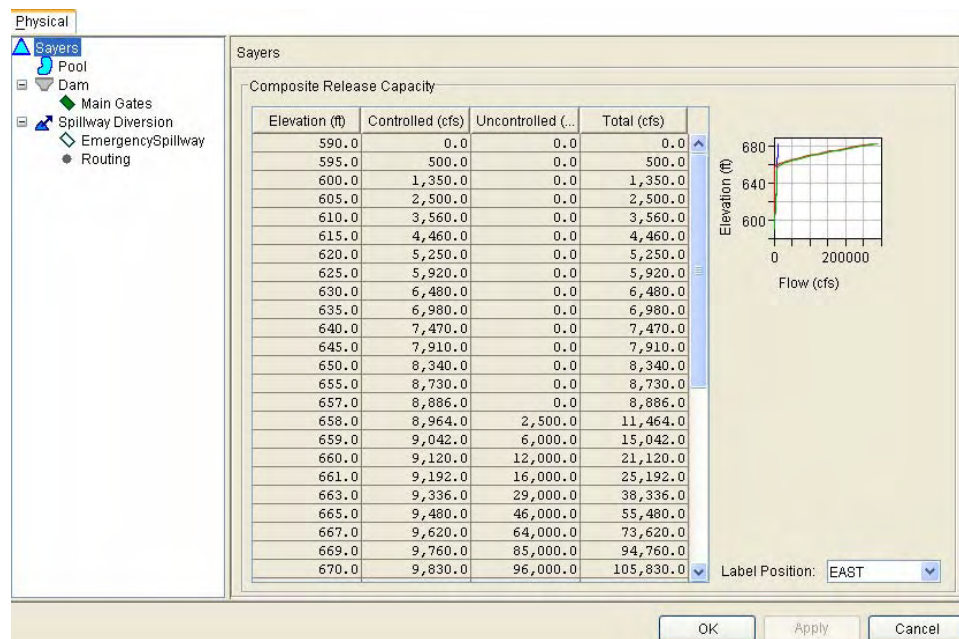 Physical
Sayers
Pool
Dam
Main Gates
Spillway Diversion
EmergencySpillway
Routing
Sayers
Composite Release Capacity
Elevation (ft) Controlled (cfs) Uncontrolled (... Total (cfs)
590.0 0.0 0.0 0.0
595.0 500.0 0.0 500.0
600.0 1,350.0 0.0 1,350.0
605.0 2,500.0 0.0 2,500.0
610.0 3,560.0 0.0 3,560.0
615.0 4,460.0 0.0 4,460.0
620.0 5,250.0 0.0 5,250.0
625.0 5,920.0 0.0 5,920.0
630.0 6,480.0 0.0 6,480.0
635.0 6,980.0 0.0 6,980.0
640.0 7,470.0 0.0 7,470.0
645.0 7,910.0 0.0 7,910.0
650.0 8,340.0 0.0 8,340.0
655.0 8,730.0 0.0 8,730.0
657.0 8,886.0 0.0 8,886.0
658.0 8,964.0 2,500.0 11,464.0
659.0 9,042.0 6,000.0 15,042.0
660.0 9,120.0 12,000.0 21,120.0
661.0 9,192.0 16,000.0 25,192.0
663.0 9,336.0 29,000.0 38,336.0
665.0 9,480.0 46,000.0 55,480.0
667.0 9,620.0 64,000.0 73,620.0
669.0 9,760.0 85,000.0 94,760.0
670.0 9,830.0 96,000.0 105,830.0
Elevation (ft)
680
640
600
0 200000
Flow (cfs)
Label Position: EAST
OK Apply Cancel